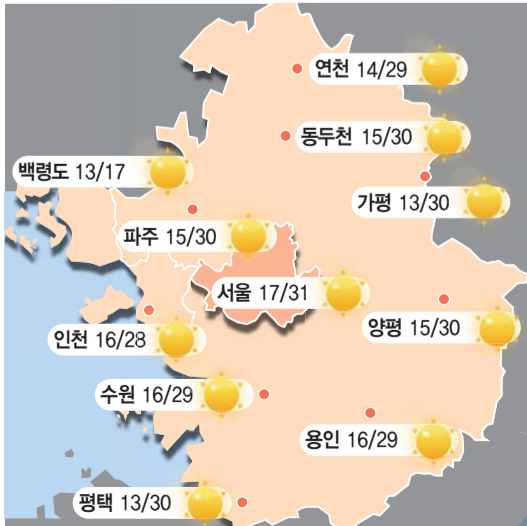 연천 14/29
동두천 15/30
백령도 13/17
가평 13/30
파주 15/30
서울 17/31
양평 15/30
인천 16/28
수원 16/29
용인 16/29
평택 13/30